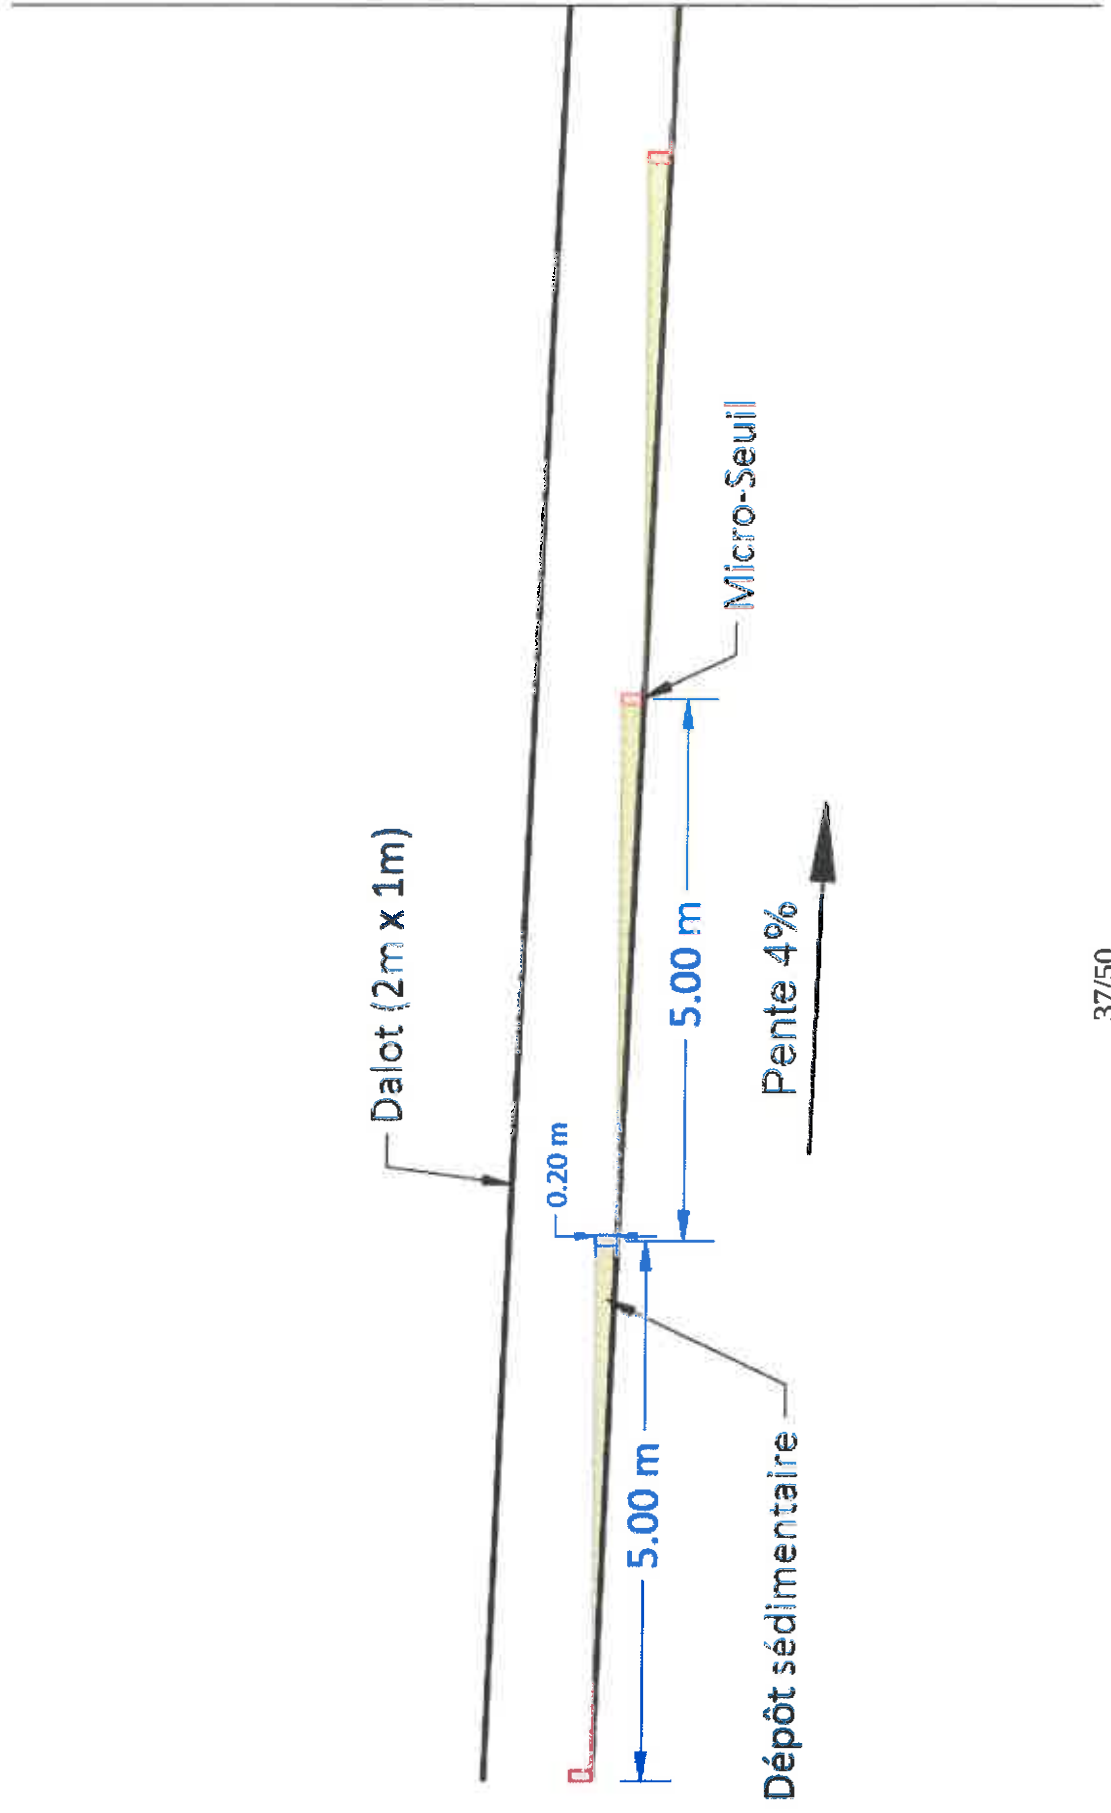 Dalot (2m x 1m)
0.20 m
Micro-Seuil
5.00 m
5.00 m
Pente 4%
Dépôt sédimentaire
37/50